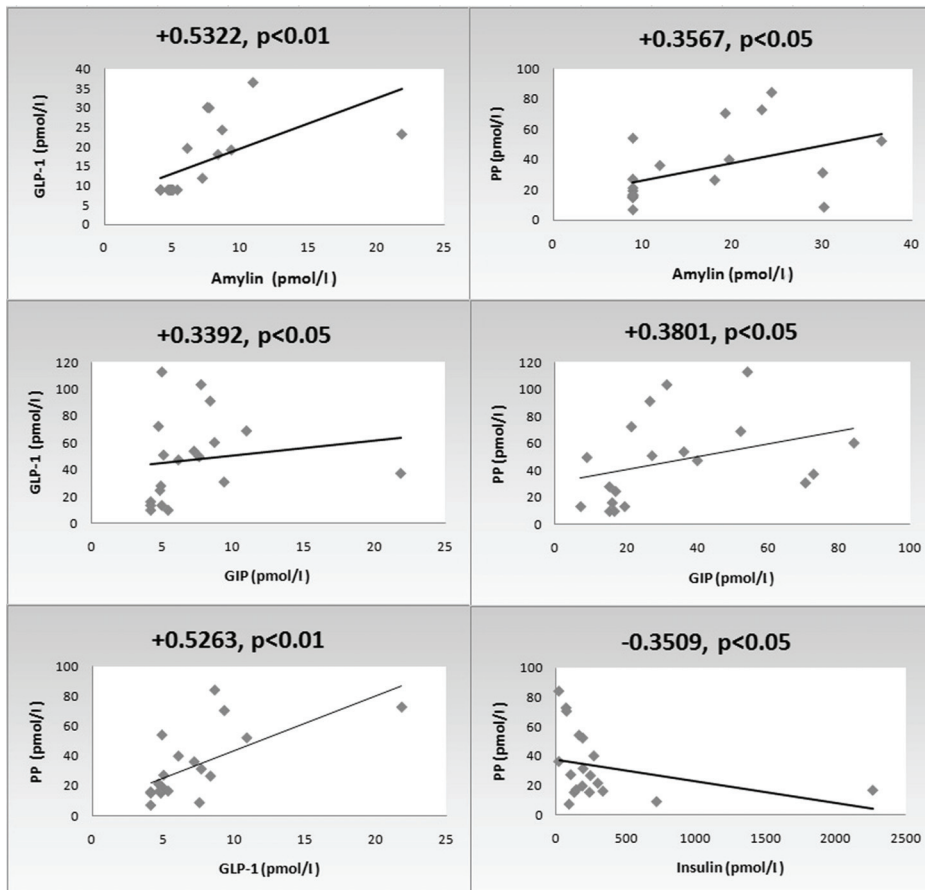 +0.5322, p<0.01
GLP-1 (pmol/l)
40
35
30
25
20
15
10
5
0
0 5 10 15 20 25
Amylin (pmol/l)
+0.3567, p<0.05
PP (pmol/l)
100
80
60
40
20
0
0 10 20 30 40
Amylin (pmol/l)
+0.3392, p<0.05
GLP-1 (pmol/l)
120
100
80
60
40
20
0
0 5 10 15 20 25
GIP (pmol/l)
+0.3801, p<0.05
PP (pmol/l)
120
100
80
60
40
20
0
0 20 40 60 80 100
GIP (pmol/l)
+0.5263, p<0.01
PP (pmol/l)
100
80
60
40
20
0
0 5 10 15 20 25
GLP-1 (pmol/l)
-0.3509, p<0.05
PP (pmol/l)
100
80
60
40
20
0
0 500 1000 1500 2000 2500
Insulin (pmol/l)